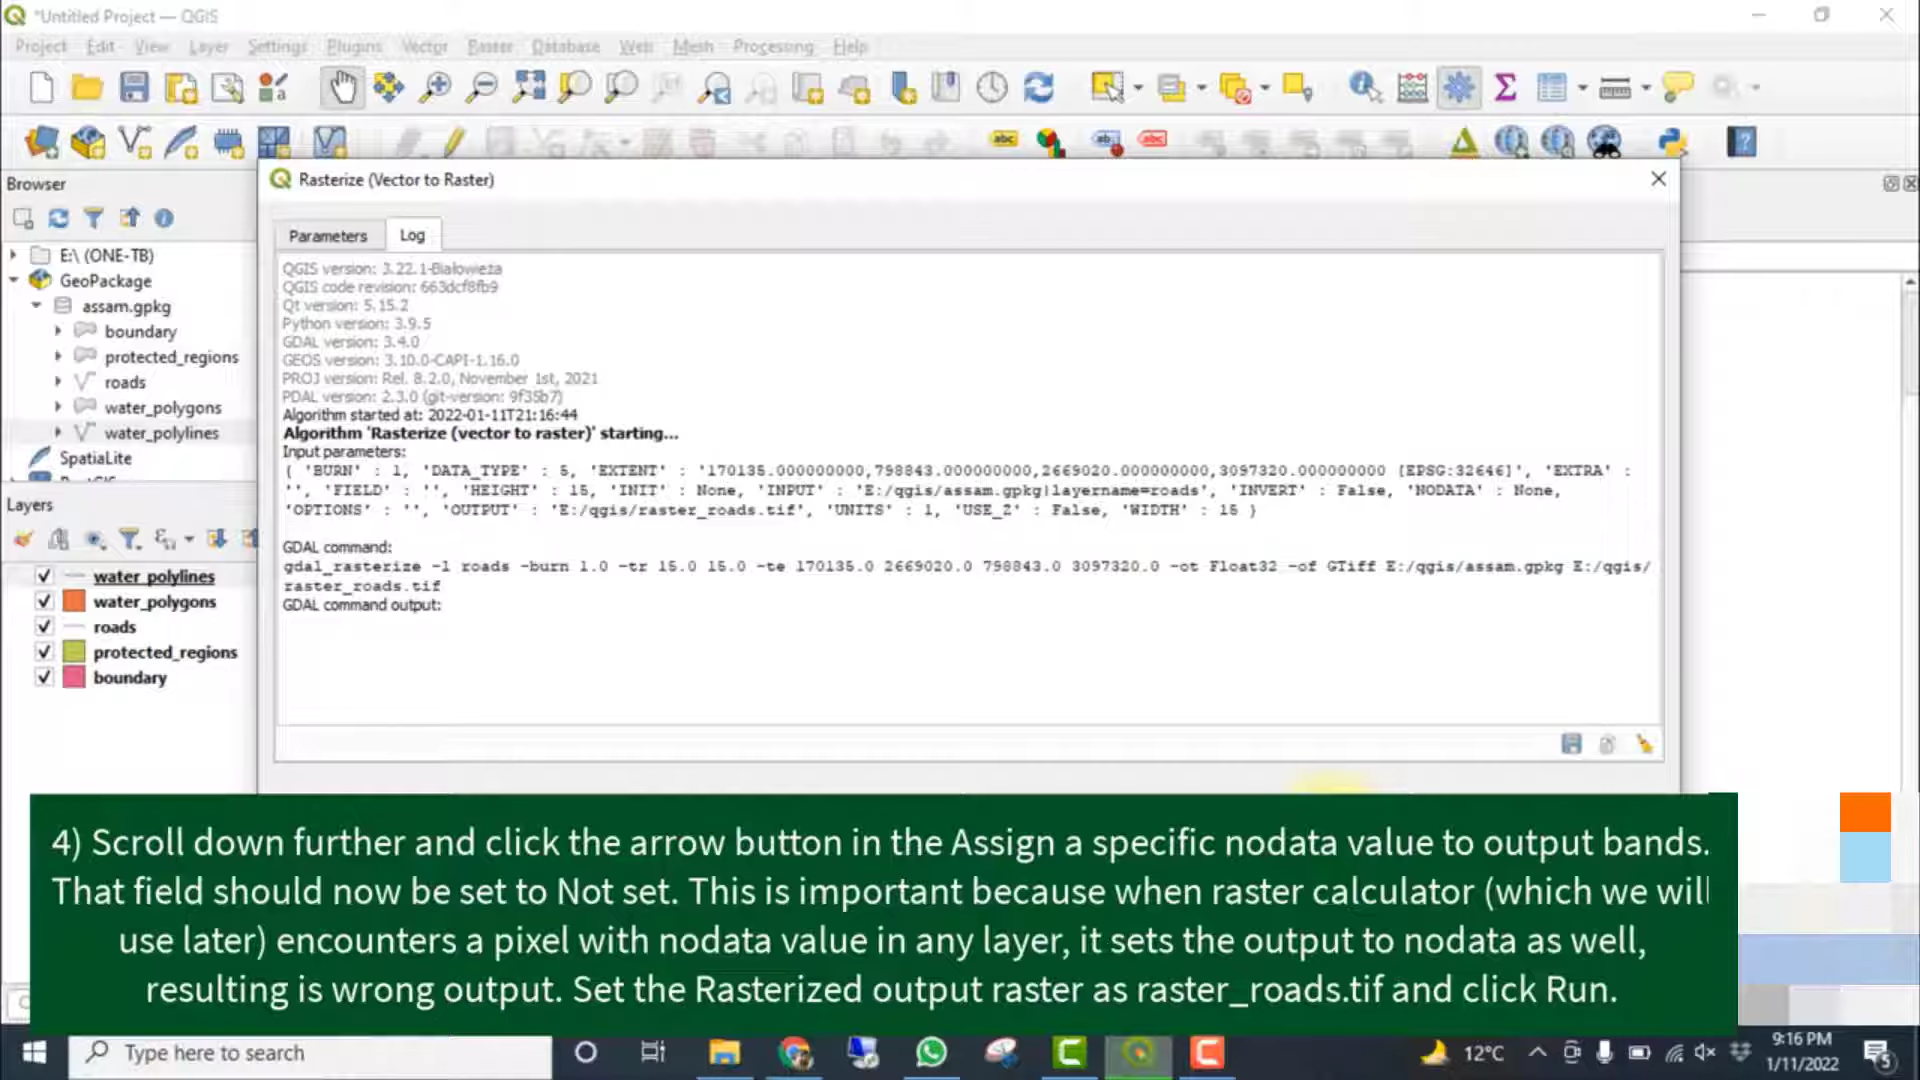 *Untitled Project — QGIS
Project Edit View Layer Settings Plugins Vector Raster Database Web Mesh Processing Help
Browser
E:\ (ONE-TB)
GeoPackage
assam.gpkg
boundary
protected_regions
roads
water_polygons
water_polylines
SpatiaLite
Layers
water_polylines
water_polygons
roads
protected_regions
boundary
Rasterize (Vector to Raster)
Parameters Log
QGIS version: 3.22.1-Białowieża
QGIS code revision: 663dcf8fb9
Qt version: 5.15.2
Python version: 3.9.5
GDAL version: 3.4.0
GEOS version: 3.10.0-CAPI-1.16.0
PROJ version: Rel. 8.2.0, November 1st, 2021
PDAL version: 2.3.0 (git-version: 9f35b7)
Algorithm started at: 2022-01-11T21:16:44
Algorithm 'Rasterize (vector to raster)' starting...
Input parameters:
{ 'BURN' : 1, 'DATA_TYPE' : 5, 'EXTENT' : '170135.000000000,798843.000000000,2669020.000000000,3097320.000000000 [EPSG:32646]', 'EXTRA' :
'', 'FIELD' : '', 'HEIGHT' : 15, 'INIT' : None, 'INPUT' : 'E:/qgis/assam.gpkg|layername=roads', 'INVERT' : False, 'NODATA' : None,
'OPTIONS' : '', 'OUTPUT' : 'E:/qgis/raster_roads.tif', 'UNITS' : 1, 'USE_Z' : False, 'WIDTH' : 15 }
GDAL command:
gdal_rasterize -l roads -burn 1.0 -tr 15.0 15.0 -te 170135.0 2669020.0 798843.0 3097320.0 -ot Float32 -of GTiff E:/qgis/assam.gpkg E:/qgis/
raster_roads.tif
GDAL command output:
4) Scroll down further and click the arrow button in the Assign a specific nodata value to output bands.
That field should now be set to Not set. This is important because when raster calculator (which we will
use later) encounters a pixel with nodata value in any layer, it sets the output to nodata as well,
resulting is wrong output. Set the Rasterized output raster as raster_roads.tif and click Run.
Type here to search
12°C
9:16 PM
1/11/2022
5